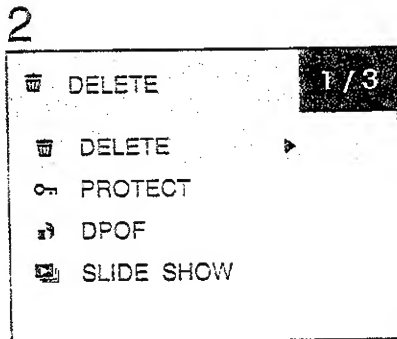 2
DELETE 1/3
DELETE
PROTECT
DPOF
SLIDE SHOW